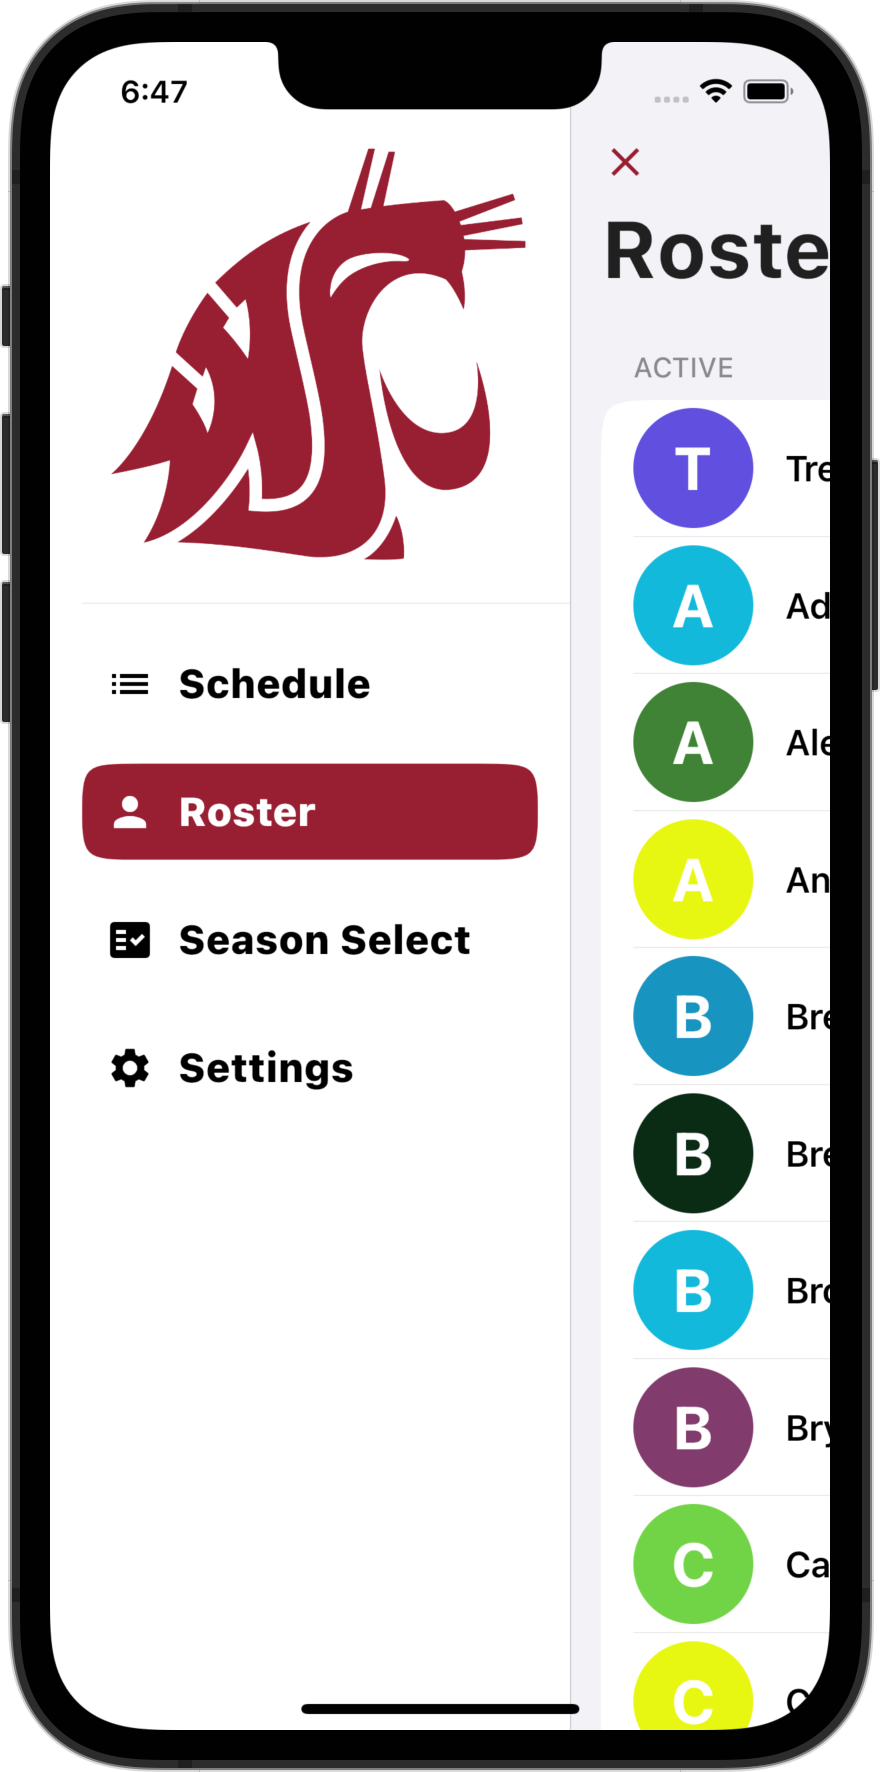 6:47
Schedule
Roster
Season Select
Settings
Roste
ACTIVE
T Tre
A Ad
A Ale
A An
B Bre
B Bre
B Bro
B Bry
C Ca
C